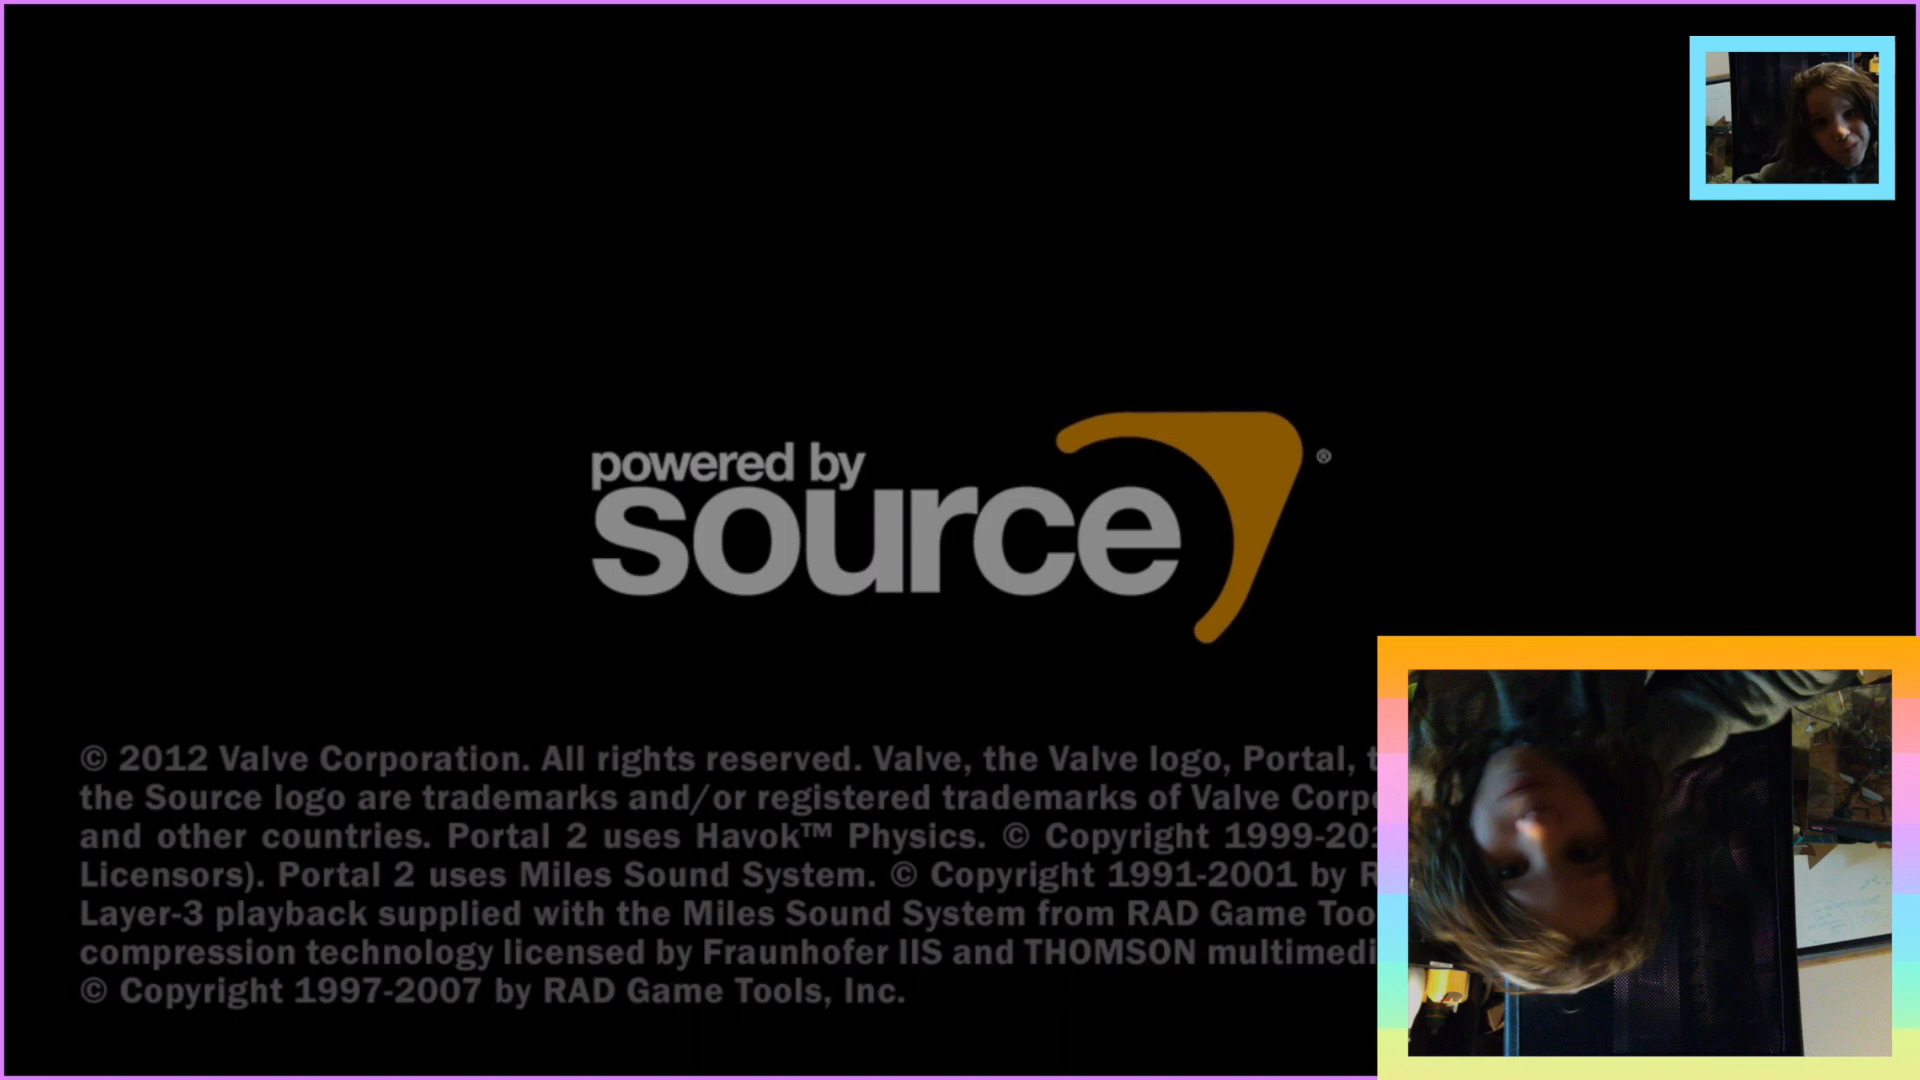 powered by
source ®
© 2012 Valve Corporation. All rights reserved. Valve, the Valve logo, Portal,
the Source logo are trademarks and/or registered trademarks of Valve
and other countries. Portal 2 uses Havok™ Physics. © Copyright
Licensors). Portal 2 uses Miles Sound System. © Copyright 1991-2001 by
Layer-3 playback supplied with the Miles Sound System from RAD Game
compression technology licensed by Fraunhofer IIS and THOMSON
© Copyright 1997-2007 by RAD Game Tools, Inc.